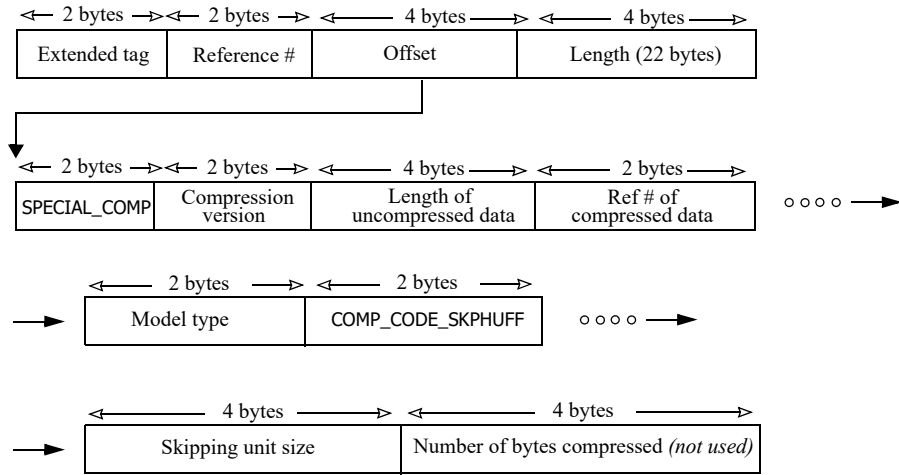 2 bytes 2 bytes 4 bytes 4 bytes
Extended tag Reference # Offset Length (22 bytes)
2 bytes 2 bytes 4 bytes 2 bytes
SPECIAL_COMP Compression version Length of uncompressed data Ref # of compressed data
2 bytes 2 bytes
Model type COMP_CODE_SKPHUFF
4 bytes 4 bytes
Skipping unit size Number of bytes compressed (not used)